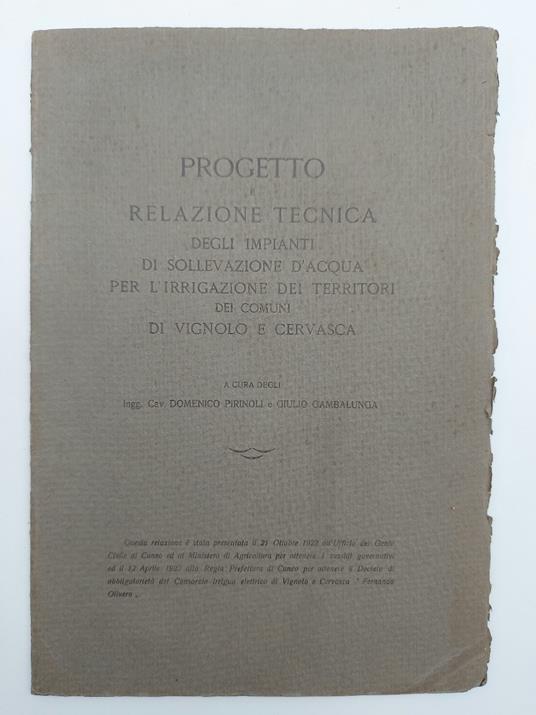 PROGETTO
E
RELAZIONE TECNICA
DEGLI IMPIANTI
DI SOLLEVAZIONE D'ACQUA
PER L'IRRIGAZIONE DEI TERRITORI
DEI COMUNI
DI VIGNOLO E CERVASCA
A CURA DEGLI
Ingg. Cav. DOMENICO PIRINOLI e GIULIO GAMBALUNGA
Questa relazione è stata presentata il 21 Ottobre 1922 all'Ufficio del Genio
Civile di Cuneo ed al Ministero di Agricoltura per ottenere i sussidi governativi
ed il 12 Aprile 1923 alla Regia Prefettura di Cuneo per ottenere il Decreto di
obbligatorietà del Consorzio irriguo elettrico di Vignolo e Cervasca " Fernando
Olivero „